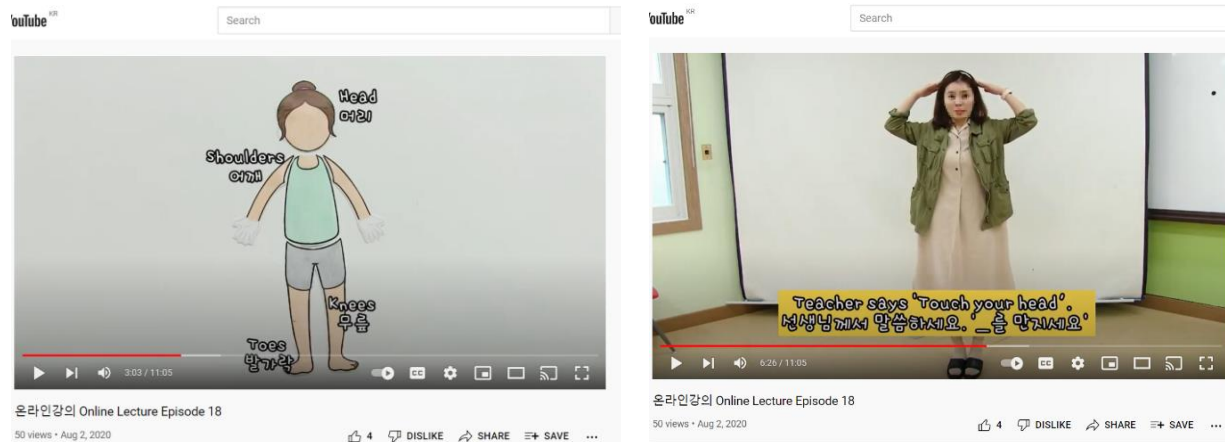 YouTube KR
Search
Head
머리
Shoulders
어깨
Knees
무릎
Toes
발가락
3:03 / 11:05
CC
온라인강의 Online Lecture Episode 18
50 views • Aug 2, 2020
4 DISLIKE SHARE SAVE
YouTube KR
Search
Teacher says 'Touch your head'.
선생님께서 말씀하세요. '_를 만지세요'
6:26 / 11:05
CC
온라인강의 Online Lecture Episode 18
50 views • Aug 2, 2020
4 DISLIKE SHARE SAVE